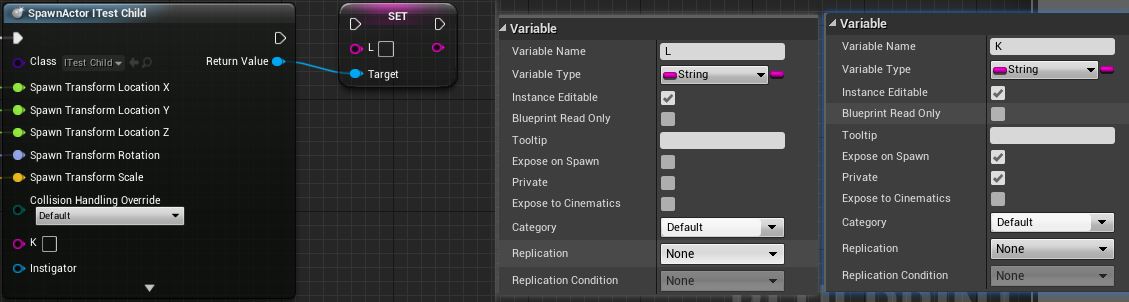 SpawnActor ITest Child
Class ITest Child Return Value
Spawn Transform Location X
Spawn Transform Location Y
Spawn Transform Location Z
Spawn Transform Rotation
Spawn Transform Scale
Collision Handling Override
Default
K
Instigator
SET
L
Target
Variable
Variable Name L
Variable Type String
Instance Editable
Blueprint Read Only
Tooltip
Expose on Spawn
Private
Expose to Cinematics
Category Default
Replication None
Replication Condition None
Variable
Variable Name K
Variable Type String
Instance Editable
Blueprint Read Only
Tooltip
Expose on Spawn
Private
Expose to Cinematics
Category Default
Replication None
Replication Condition None